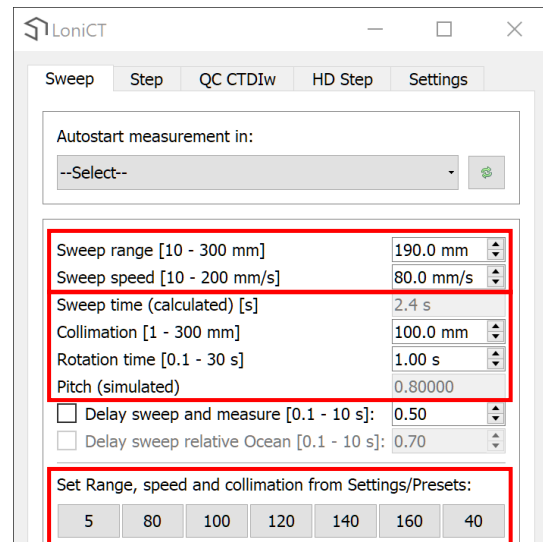 LoniCT
Sweep Step QC CTDIw HD Step Settings
Autostart measurement in:
--Select--
Sweep range [10 - 300 mm] 190.0 mm
Sweep speed [10 - 200 mm/s] 80.0 mm/s
Sweep time (calculated) [s] 2.4 s
Collimation [1 - 300 mm] 100.0 mm
Rotation time [0.1 - 30 s] 1.00 s
Pitch (simulated) 0.80000
Delay sweep and measure [0.1 - 10 s]: 0.50
Delay sweep relative Ocean [0.1 - 10 s]: 0.70
Set Range, speed and collimation from Settings/Presets:
5 80 100 120 140 160 40